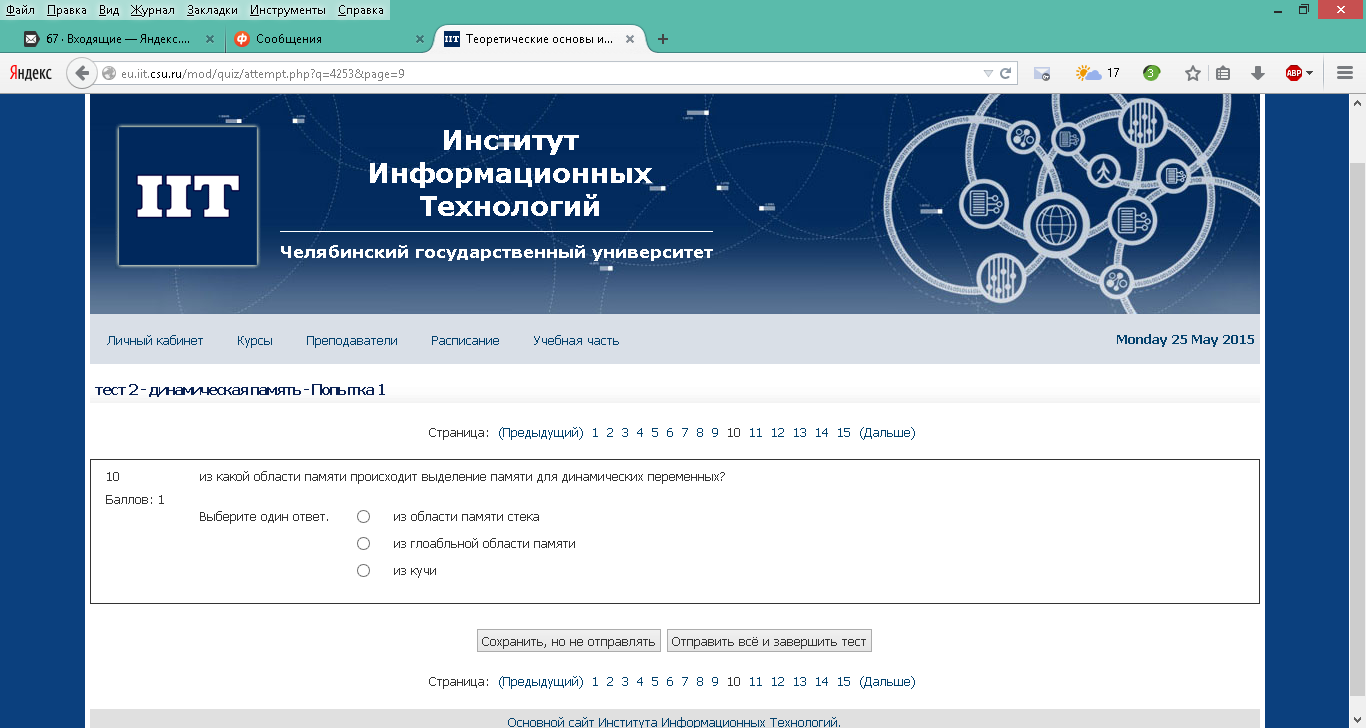 Файл Правка Вид Журнал Закладки Инструменты Справка
67 · Входящие — Яндекс.... Сообщения IIT Теоретические основы и...
Яндекс eu.iit.csu.ru/mod/quiz/attempt.php?q=4253&page=9 17 3 ABP
Институт
Информационных
Технологий
IIT
Челябинский государственный университет
Личный кабинет Курсы Преподаватели Расписание Учебная часть Monday 25 May 2015
тест 2 - динамическая память - Попытка 1
Страница: (Предыдущий) 1 2 3 4 5 6 7 8 9 10 11 12 13 14 15 (Дальше)
10 из какой области памяти происходит выделение памяти для динамических переменных?
Баллов: 1
Выберите один ответ. из области памяти стека
из глоабльной области памяти
из кучи
Сохранить, но не отправлять Отправить всё и завершить тест
Страница: (Предыдущий) 1 2 3 4 5 6 7 8 9 10 11 12 13 14 15 (Дальше)
Основной сайт Института Информационных Технологий.